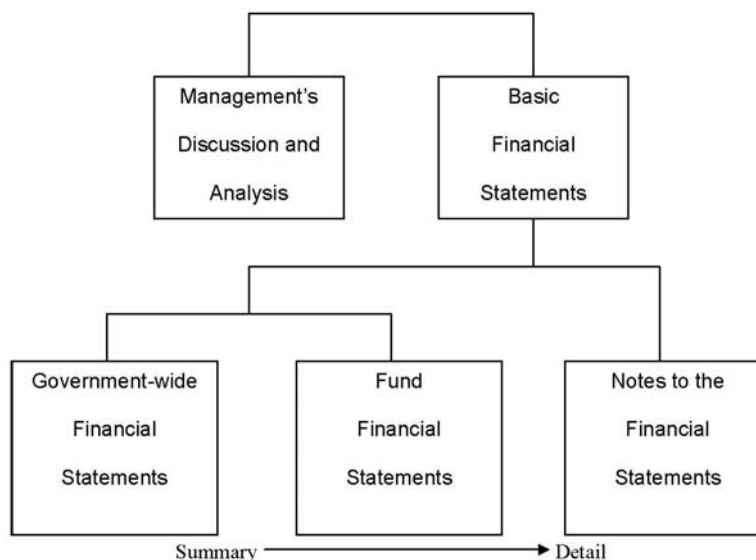 Management's
Discussion and
Analysis
Basic
Financial
Statements
Government-wide
Financial
Statements
Fund
Financial
Statements
Notes to the
Financial
Statements
Summary
Detail